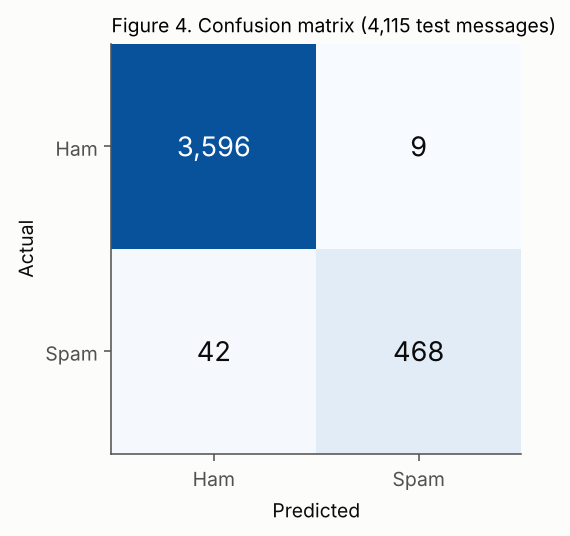 Figure 4. Confusion matrix (4,115 test messages)
Ham
3,596
9
Actual
Spam
42
468
Ham
Spam
Predicted